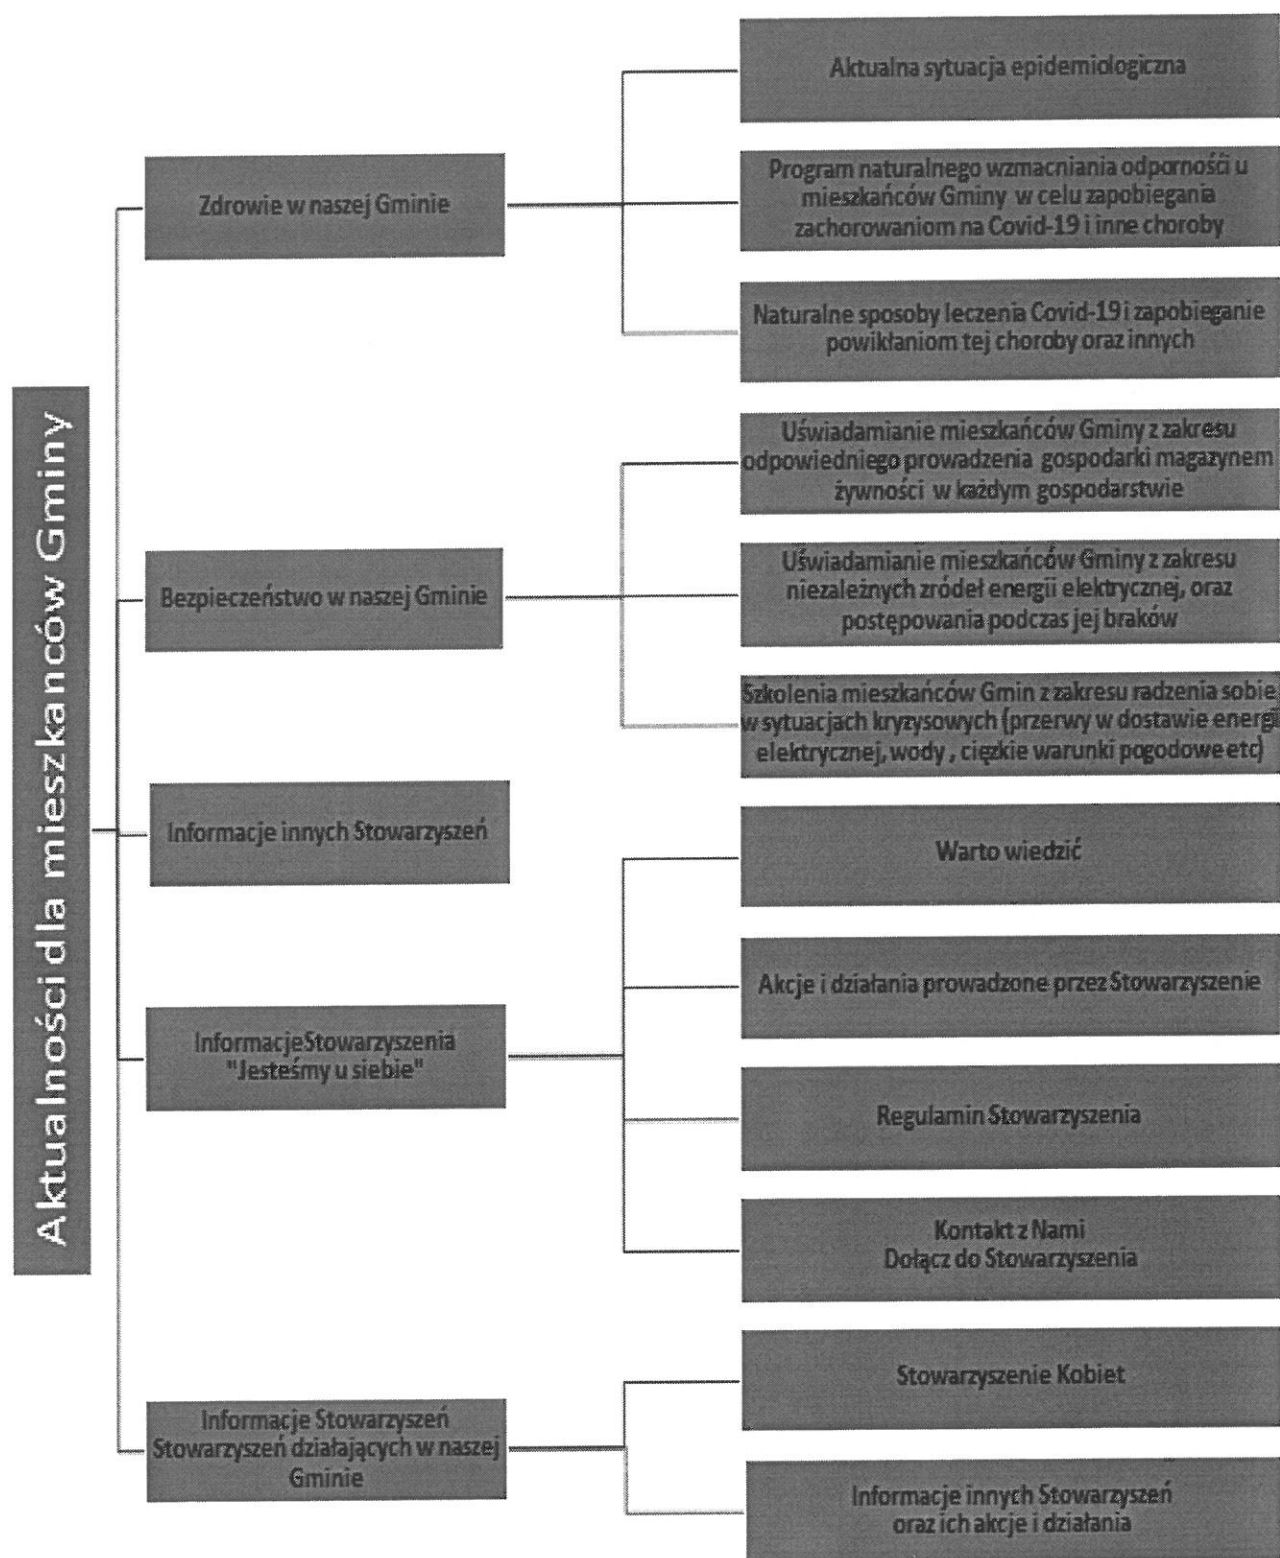 Aktualności dla mieszkańców Gminy
Zdrowie w naszej Gminie
Aktualna sytuacja epidemiologiczna
Program naturalnego wzmacniania odpornośći u
mieszkańców Gminy w celu zapobiegania
zachorowaniom na Covid-19 i inne choroby
Naturalne sposoby leczenia Covid-19 i zapobieganie
powikłaniom tej choroby oraz innych
Bezpieczeństwo w naszej Gminie
Uświadamianie mieszkańców Gminy z zakresu
odpowiedniego prowadzenia gospodarki magazynem
żywności w każdym gospodarstwie
Uświadamianie mieszkańców Gminy z zakresu
niezależnych zródeł energii elektrycznej, oraz
postępowania podczas jej braków
Szkolenia mieszkańców Gmin z zakresu radzenia sobie
w sytuacjach kryzysowych (przerwy w dostawie energi
elektrycznej, wody , cięzkie warunki pogodowe etc)
Informacje innych Stowarzyszeń
Informacje Stowarzyszenia
"Jesteśmy u siebie"
Warto wiedzić
Akcje i działania prowadzone przez Stowarzyszenie
Regulamin Stowarzyszenia
Kontakt z Nami
Dołącz do Stowarzyszenia
Informacje Stowarzyszeń
Stowarzyszeń działających w naszej
Gminie
Stowarzyszenie Kobiet
Informacje innych Stowarzyszeń
oraz ich akcje i działania